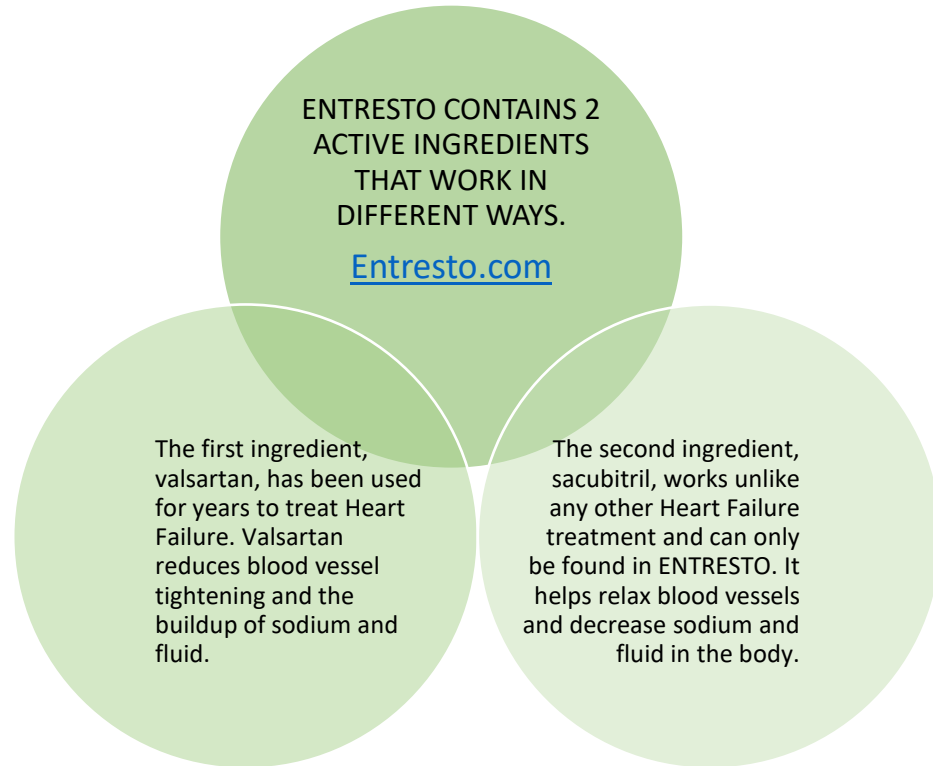 ENTRESTO CONTAINS 2
ACTIVE INGREDIENTS
THAT WORK IN
DIFFERENT WAYS.
Entresto.com
The first ingredient,
valsartan, has been used
for years to treat Heart
Failure. Valsartan
reduces blood vessel
tightening and the
buildup of sodium and
fluid.
The second ingredient,
sacubitril, works unlike
any other Heart Failure
treatment and can only
be found in ENTRESTO. It
helps relax blood vessels
and decrease sodium and
fluid in the body.